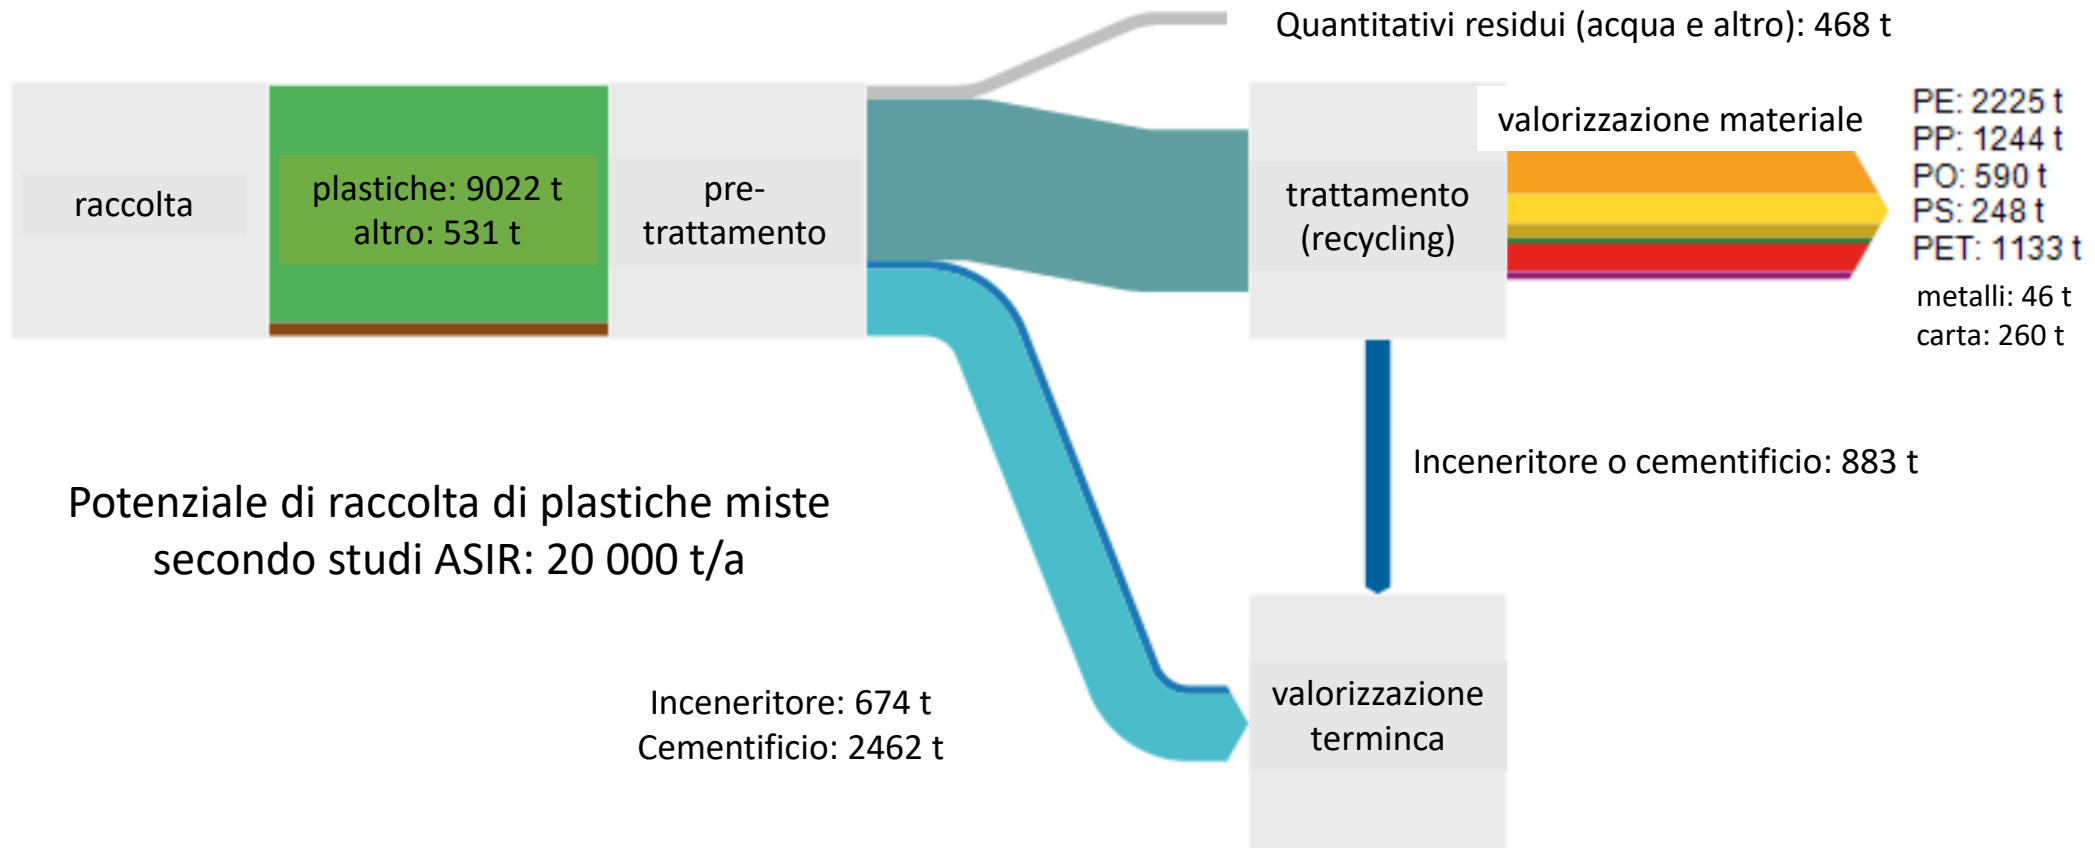 Quantitativi residui (acqua e altro): 468 t
raccolta
plastiche: 9022 t
altro: 531 t
pre-
trattamento
trattamento
(recycling)
valorizzazione materiale
PE: 2225 t
PP: 1244 t
PO: 590 t
PS: 248 t
PET: 1133 t
metalli: 46 t
carta: 260 t
Inceneritore o cementificio: 883 t
Potenziale di raccolta di plastiche miste
secondo studi ASIR: 20 000 t/a
Inceneritore: 674 t
Cementificio: 2462 t
valorizzazione
terminca